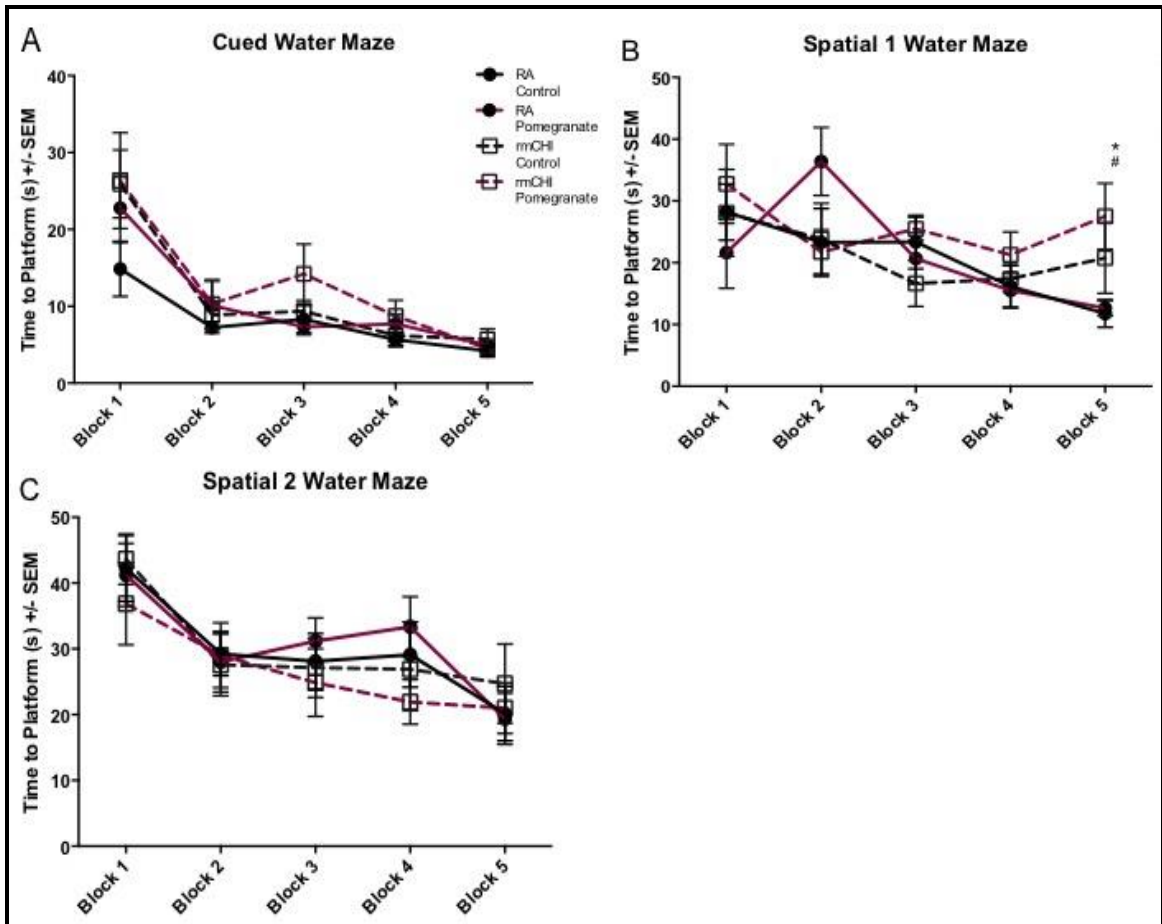 A
Cued Water Maze
Time to Platform (s) +/- SEM
40
30
20
10
0
Block 1
Block 2
Block 3
Block 4
Block 5
RA
Control
RA
Pomegranate
rmCHI
Control
rmCHI
Pomegranate
B
Spatial 1 Water Maze
Time to Platform (s) +/- SEM
50
40
30
20
10
0
*
#
Block 1
Block 2
Block 3
Block 4
Block 5
C
Spatial 2 Water Maze
Time to Platform (s) +/- SEM
50
40
30
20
10
0
Block 1
Block 2
Block 3
Block 4
Block 5